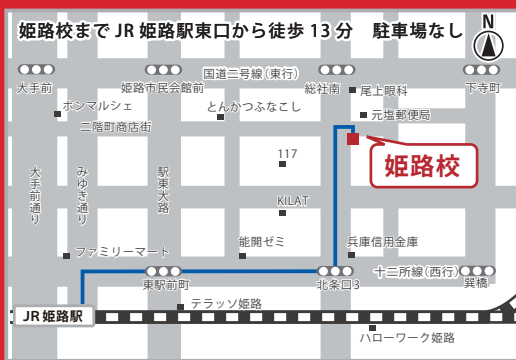 姫路校まで JR 姫路駅東口から徒歩 13 分　駐車場なし
N
国道二号線（東行）
大手前
姫路市民会館前
総社南
尾上眼科
下寺町
ボンマルシェ
とんかつふなこし
元塩郵便局
二階町商店街
姫路校
117
大手前通り
みゆき通り
駅東大路
KILAT
ファミリーマート
能開ゼミ
兵庫信用金庫
十二所線（西行）
東駅前町
北条口3
巽橋
テラッソ姫路
JR 姫路駅
ハローワーク姫路